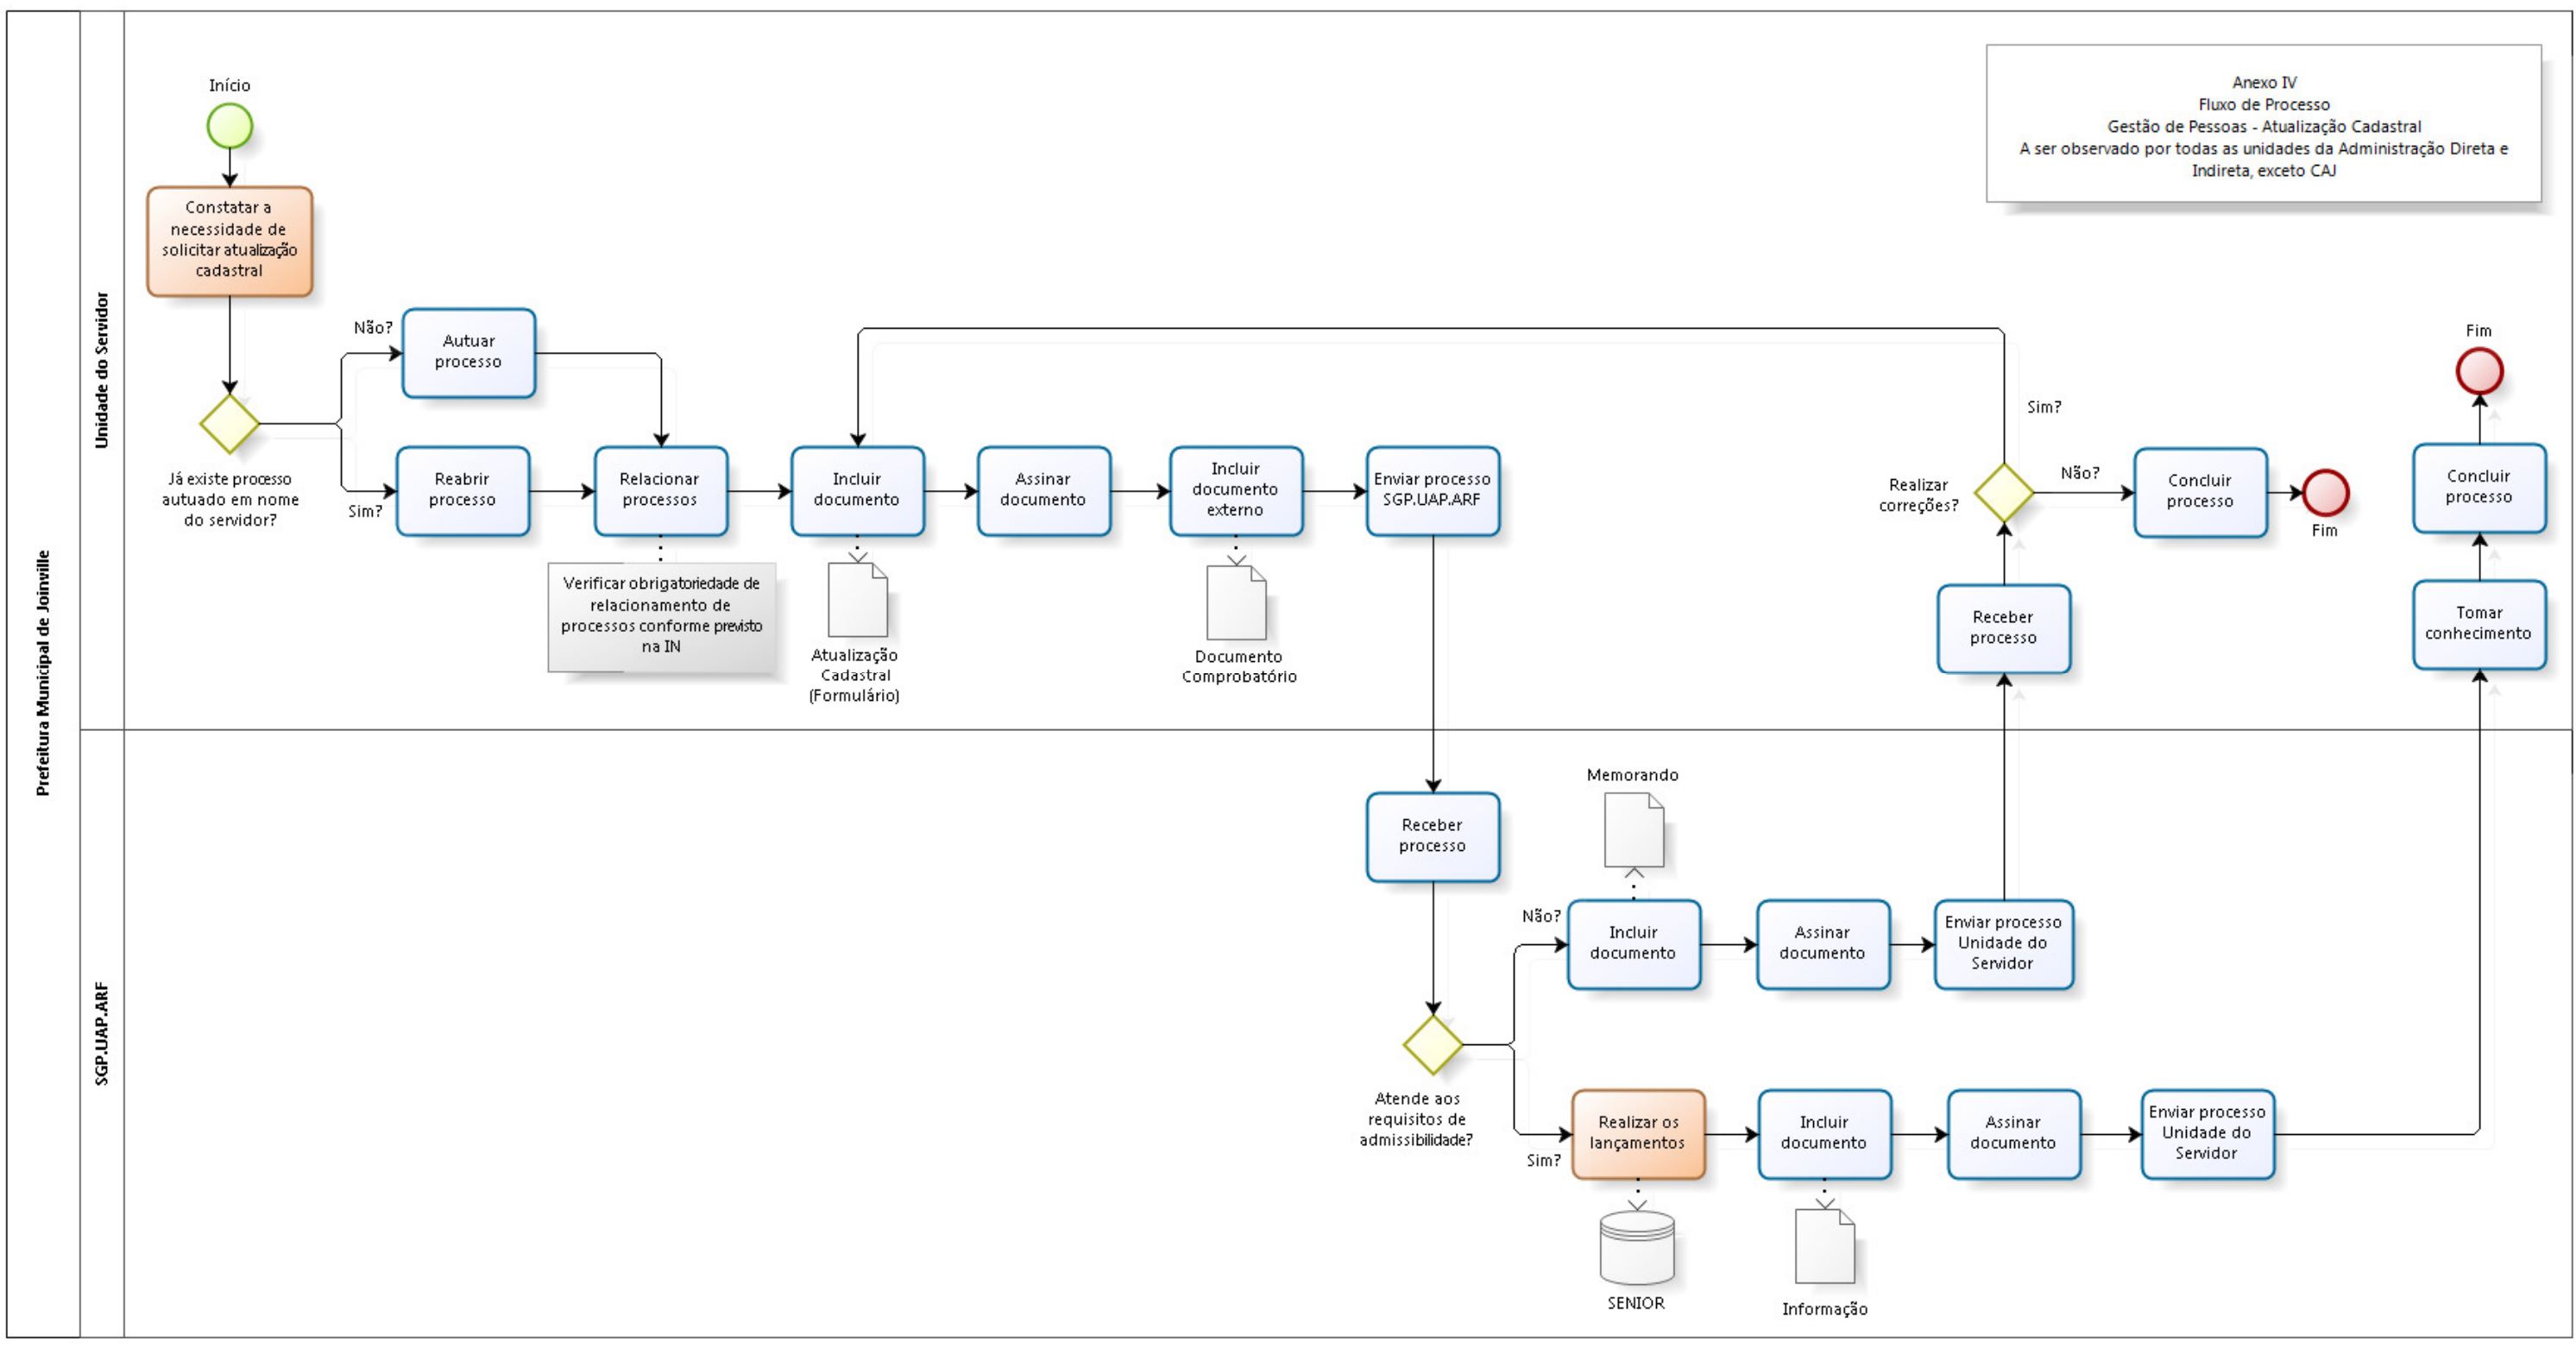 Anexo IV
Fluxo de Processo
Gestão de Pessoas - Atualização Cadastral
A ser observado por todas as unidades da Administração Direta e
Indireta, exceto CAJ
Prefeitura Municipal de Joinville
Unidade do Servidor
Início
Constatar a
necessidade de
solicitar atualização
cadastral
Já existe processo
autuado em nome
do servidor?
Não?
Autuar
processo
Sim?
Reabrir
processo
Relacionar
processos
Verificar obrigatoriedade de
relacionamento de
processos conforme previsto
na IN
Incluir
documento
Atualização
Cadastral
(Formulário)
Assinar
documento
Incluir
documento
externo
Documento
Comprobatório
Enviar processo
SGP.UAP.ARF
Realizar
correções?
Sim?
Não?
Concluir
processo
Fim
Receber
processo
Fim
Concluir
processo
Tomar
conhecimento
SGP.UAP.ARF
Receber
processo
Atende aos
requisitos de
admissibilidade?
Não?
Memorando
Incluir
documento
Assinar
documento
Enviar processo
Unidade do
Servidor
Sim?
Realizar os
lançamentos
SENIOR
Incluir
documento
Informação
Assinar
documento
Enviar processo
Unidade do
Servidor